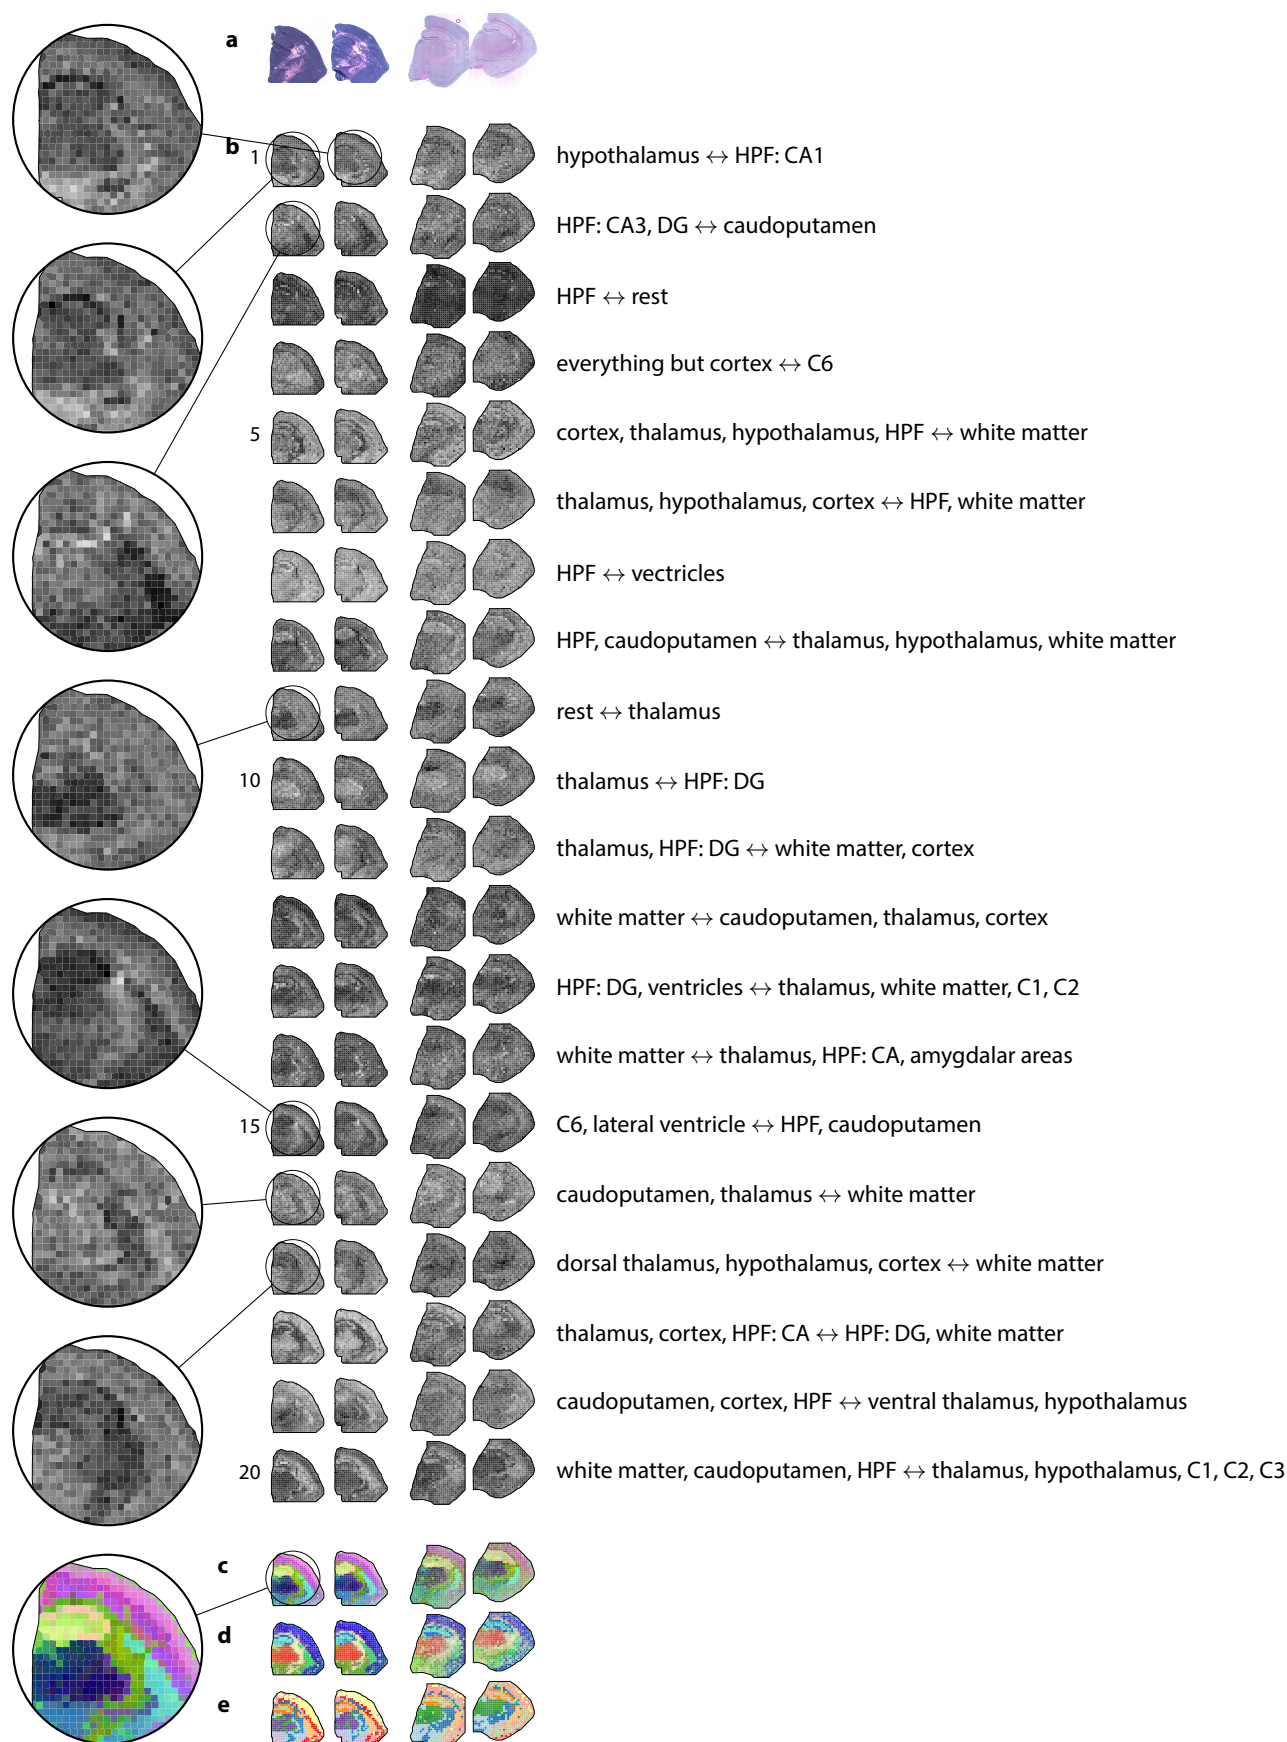 a
b
1 hypothalamus ↔ HPF: CA1
HPF: CA3, DG ↔ caudoputamen
HPF ↔ rest
everything but cortex ↔ C6
5 cortex, thalamus, hypothalamus, HPF ↔ white matter
thalamus, hypothalamus, cortex ↔ HPF, white matter
HPF ↔ vectricles
HPF, caudoputamen ↔ thalamus, hypothalamus, white matter
rest ↔ thalamus
10 thalamus ↔ HPF: DG
thalamus, HPF: DG ↔ white matter, cortex
white matter ↔ caudoputamen, thalamus, cortex
HPF: DG, ventricles ↔ thalamus, white matter, C1, C2
white matter ↔ thalamus, HPF: CA, amygdalar areas
15 C6, lateral ventricle ↔ HPF, caudoputamen
caudoputamen, thalamus ↔ white matter
dorsal thalamus, hypothalamus, cortex ↔ white matter
thalamus, cortex, HPF: CA ↔ HPF: DG, white matter
caudoputamen, cortex, HPF ↔ ventral thalamus, hypothalamus
20 white matter, caudoputamen, HPF ↔ thalamus, hypothalamus, C1, C2, C3
c
d
e